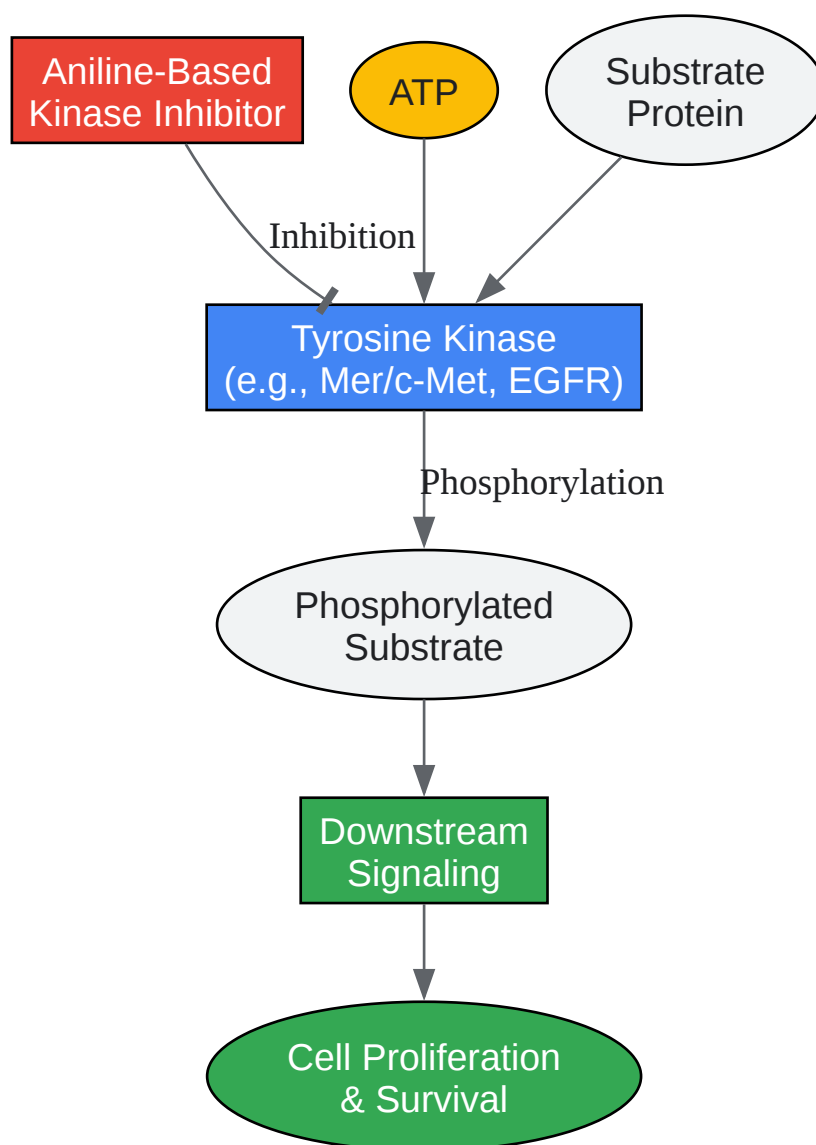 Aniline-Based
Kinase Inhibitor
ATP
Substrate
Protein
Inhibition
Tyrosine Kinase
(e.g., Mer/c-Met, EGFR)
Phosphorylation
Phosphorylated
Substrate
Downstream
Signaling
Cell Proliferation
& Survival